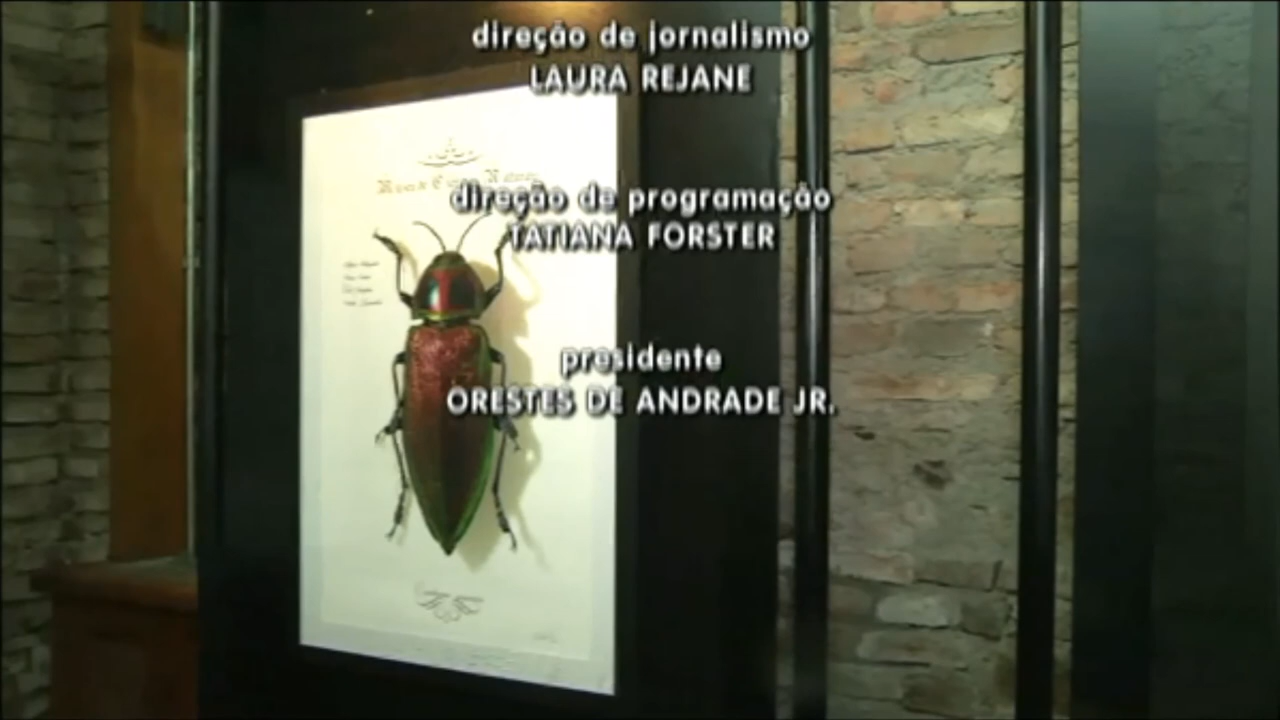 direção de jornalismo
LAURA REJANE
direção de programação
TATIANA FORSTER
presidente
ORESTES DE ANDRADE JR.